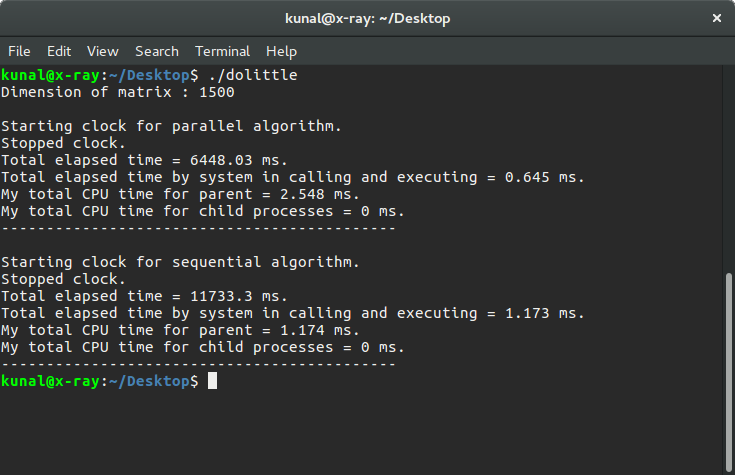 kunal@x-ray: ~/Desktop
×
File Edit View Search Terminal Help
kunal@x-ray:~/Desktop$ ./dolittle
Dimension of matrix : 1500
Starting clock for parallel algorithm.
Stopped clock.
Total elapsed time = 6448.03 ms.
Total elapsed time by system in calling and executing = 0.645 ms.
My total CPU time for parent = 2.548 ms.
My total CPU time for child processes = 0 ms.
--------------------------------------------
Starting clock for sequential algorithm.
Stopped clock.
Total elapsed time = 11733.3 ms.
Total elapsed time by system in calling and executing = 1.173 ms.
My total CPU time for parent = 1.174 ms.
My total CPU time for child processes = 0 ms.
--------------------------------------------
kunal@x-ray:~/Desktop$